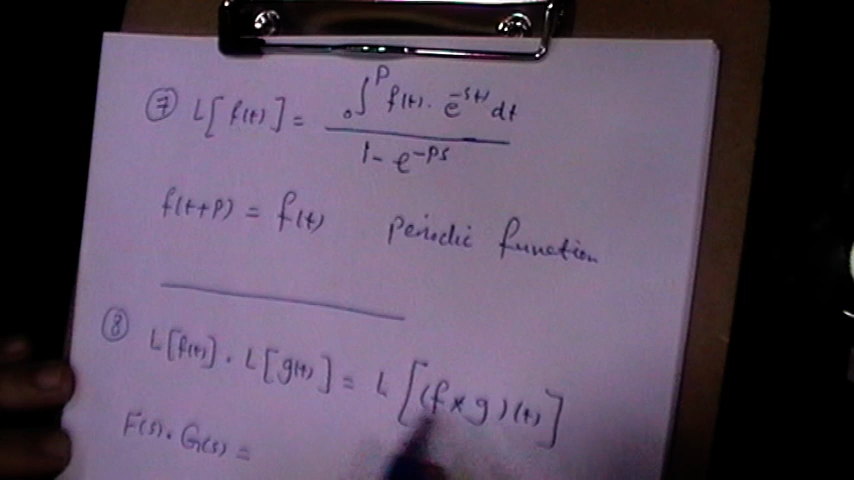 ⑦ L[f(t)] = ₀∫ᴾ f(t). e^-st dt / 1 - e^-ps
f(t+p) = f(t) periodic function
⑧ L[f(t)] . L[g(t)] = L[(f*g)(t)]
F(s). G(s) =